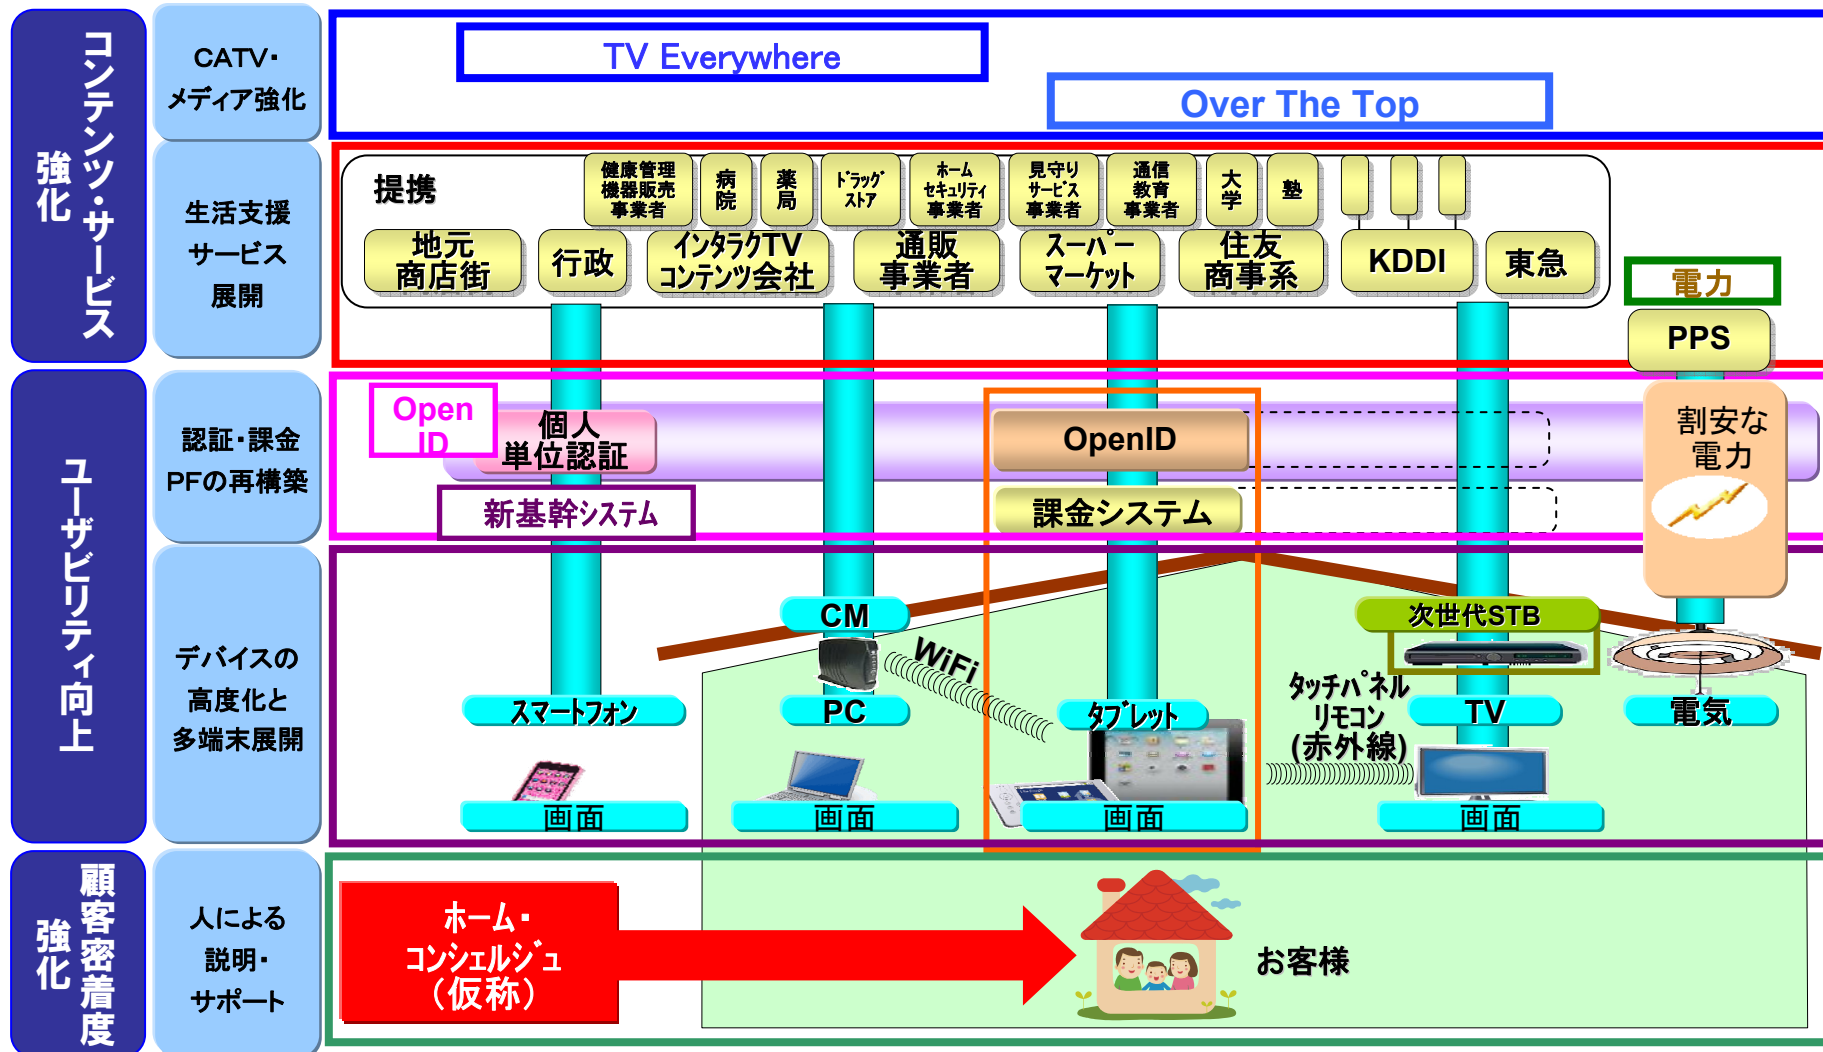 コンテンツ・サービス
強化
CATV・
メディア強化
TV Everywhere
Over The Top
生活支援
サービス
展開
提携
健康管理
機器販売
事業者
病
院
薬
局
ドラッグ
ストア
ホーム
セキュリティ
事業者
見守り
サービス
事業者
通信
教育
事業者
大
学
塾
地元
商店街
行政
インタラクTV
コンテンツ会社
通販
事業者
スーパー
マーケット
住友
商事系
KDDI
東急
電力
PPS
ユーザビリティ向上
認証・課金
PFの再構築
Open
ID
個人
単位認証
OpenID
割安な
電力
新基幹システム
課金システム
デバイスの
高度化と
多端末展開
CM
WiFi
次世代STB
タッチパネル
リモコン
(赤外線)
スマートフォン
PC
タブレット
TV
電気
画面
画面
画面
画面
顧客密着度
強化
人による
説明・
サポート
ホーム・
コンシェルジュ
（仮称）
お客様